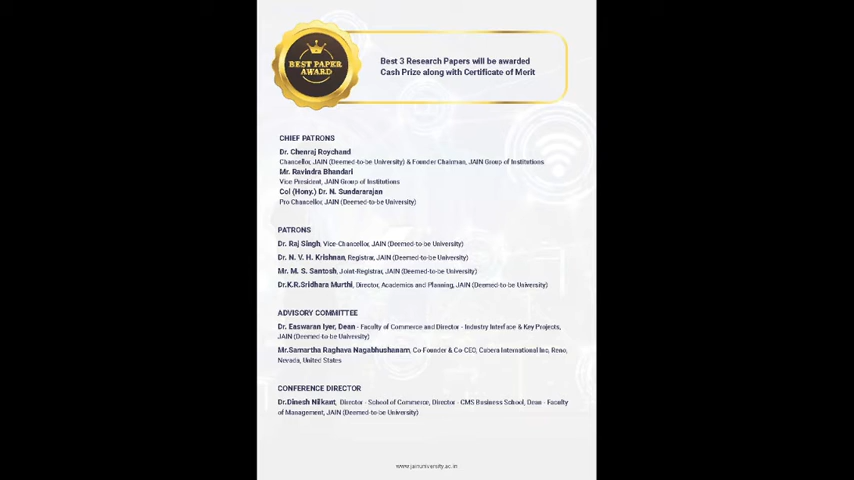 BEST PAPER
AWARD
Best 3 Research Papers will be awarded
Cash Prize along with Certificate of Merit
CHIEF PATRONS
Dr. Chenraj Roychand
Chancellor, JAIN (Deemed-to-be University) & Founder Chairman, JAIN Group of Institutions
Mr. Ravindra Bhandari
Vice President, JAIN Group of Institutions
Col (Hony.) Dr. N. Sundararajan
Pro Chancellor, JAIN (Deemed-to-be University)
PATRONS
Dr. Raj Singh, Vice-Chancellor, JAIN (Deemed-to-be University)
Dr. N. V. H. Krishnan, Registrar, JAIN (Deemed-to-be University)
Mr. M. S. Santosh, Joint-Registrar, JAIN (Deemed-to-be University)
Dr.K.R.Sridhara Murthi, Director, Academics and Planning, JAIN (Deemed-to-be University)
ADVISORY COMMITTEE
Dr. Easwaran Iyer, Dean - Faculty of Commerce and Director - Industry Interface & Key Projects,
JAIN (Deemed-to-be University)
Mr.Samartha Raghava Nagabhushanam, Co Founder & Co-CEO, Cubera International Inc, Reno,
Nevada, United States
CONFERENCE DIRECTOR
Dr.Dinesh Nilkant, Director - School of Commerce, Director - CMS Business School, Dean - Faculty
of Management, JAIN (Deemed-to-be University)
www.jainuniversity.ac.in